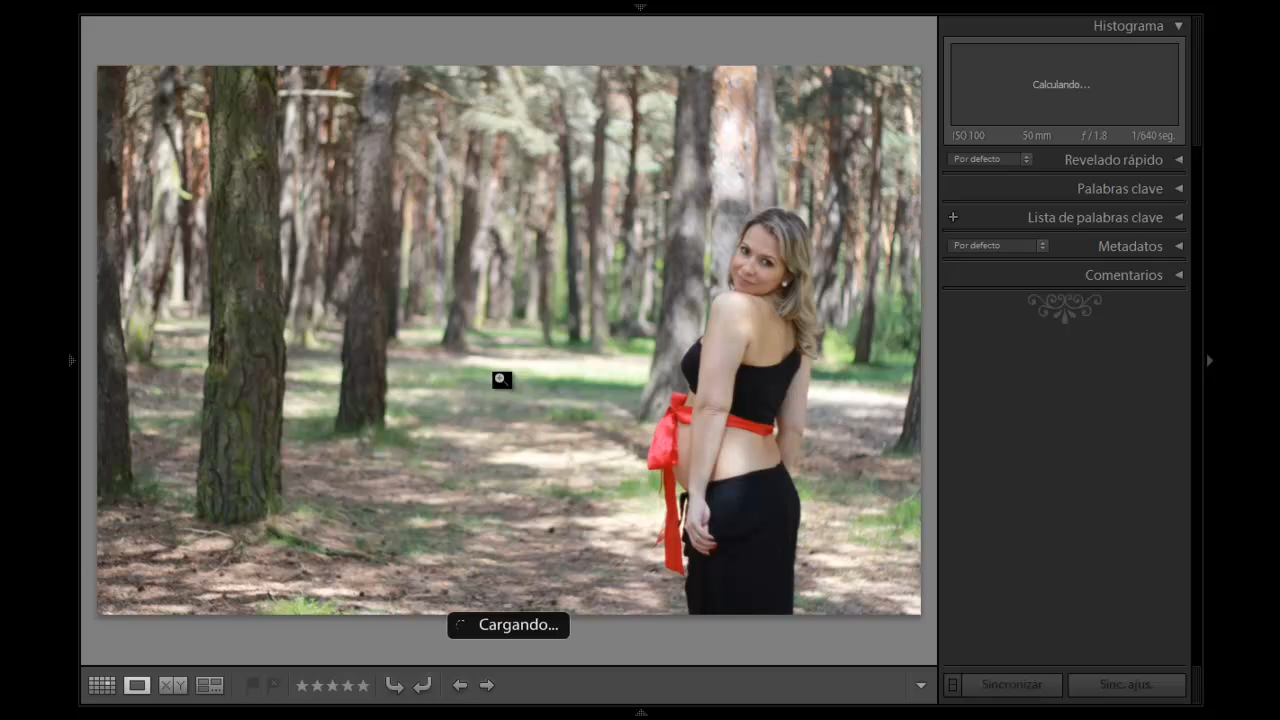 Histograma
Calculando...
ISO 100 50 mm ƒ / 1.8 1/640 seg.
Por defecto Revelado rápido
Palabras clave
+ Lista de palabras clave
Por defecto Metadatos
Comentarios
Cargando...
X Y
Sincronizar Sinc. ajus.